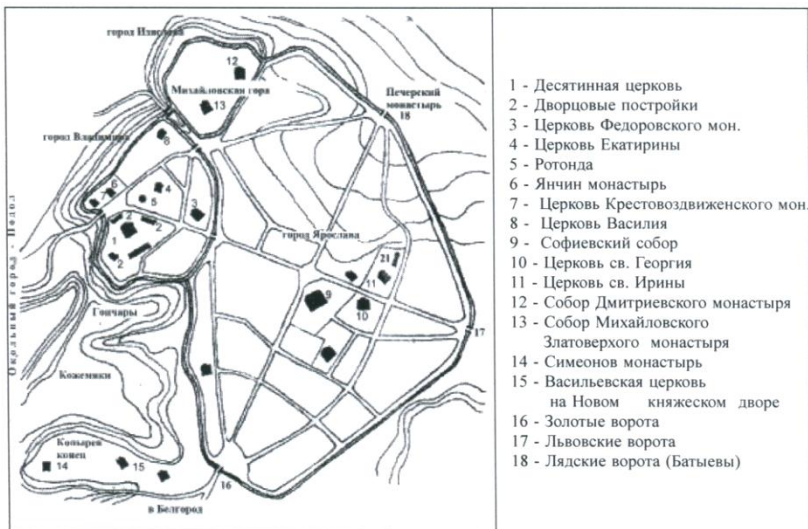 город Изяслава
12
Михайловская гора
13
Печерский
монастырь
18
город Владимира
8
6
7
4
5
3
2
2
1
2
город Ярослава
21
11
9
10
Окольный город - Подол
Гончары
Кожемяки
17
Копырев
конец
14
15
16
в Белгород
1 - Десятинная церковь
2 - Дворцовые постройки
3 - Церковь Федоровского мон.
4 - Церковь Екатирины
5 - Ротонда
6 - Янчин монастырь
7 - Церковь Крестовоздвиженского мон.
8 - Церковь Василия
9 - Софиевский собор
10 - Церковь св. Георгия
11 - Церковь св. Ирины
12 - Собор Дмитриевского монастыря
13 - Собор Михайловского
Златоверхого монастыря
14 - Симеонов монастырь
15 - Васильевская церковь
на Новом княжеском дворе
16 - Золотые ворота
17 - Львовские ворота
18 - Лядские ворота (Батыевы)